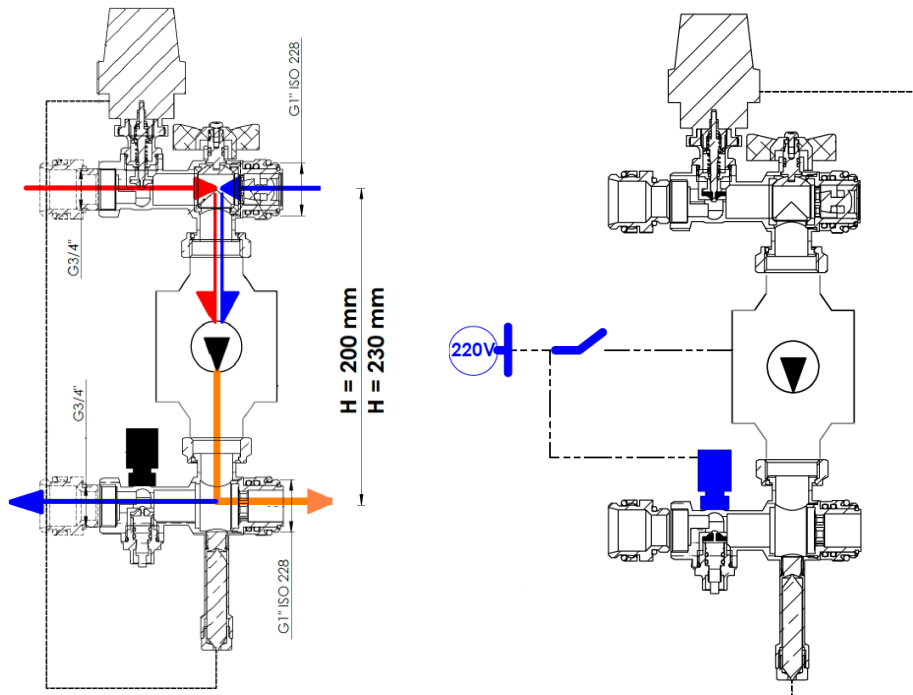 G1" ISO 228
G3/4"
H = 200 mm
H = 230 mm
220V
G3/4"
G1" ISO 228